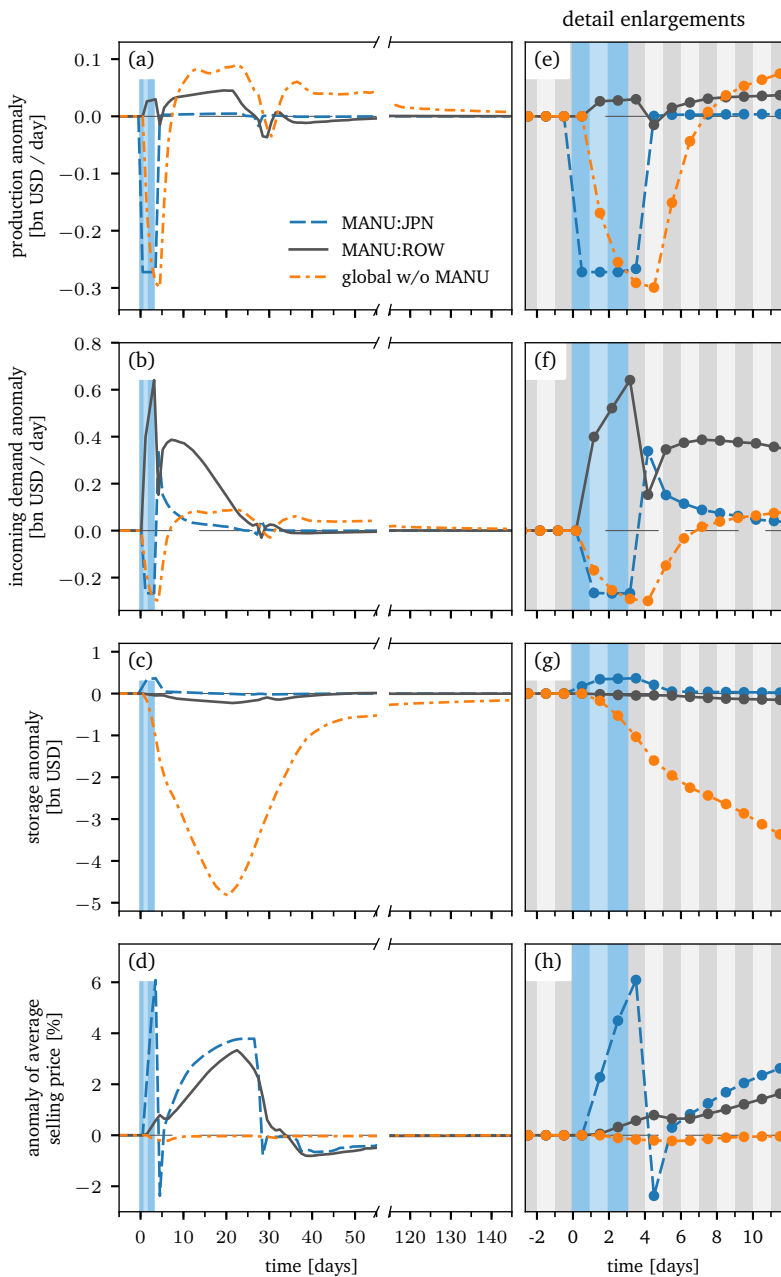 detail enlargements
(a)
(e)
0.1
0.0
−0.1
−0.2
−0.3
production anomaly
[bn USD / day]
MANU:JPN
MANU:ROW
global w/o MANU
(b)
(f)
0.8
0.6
0.4
0.2
0.0
−0.2
incoming demand anomaly
[bn USD / day]
(c)
(g)
1
0
−1
−2
−3
−4
−5
storage anomaly
[bn USD]
(d)
(h)
6
4
2
0
−2
anomaly of average
selling price [%]
0 10 20 30 40 50 120 130 140
-2 0 2 4 6 8 10
time [days]
time [days]